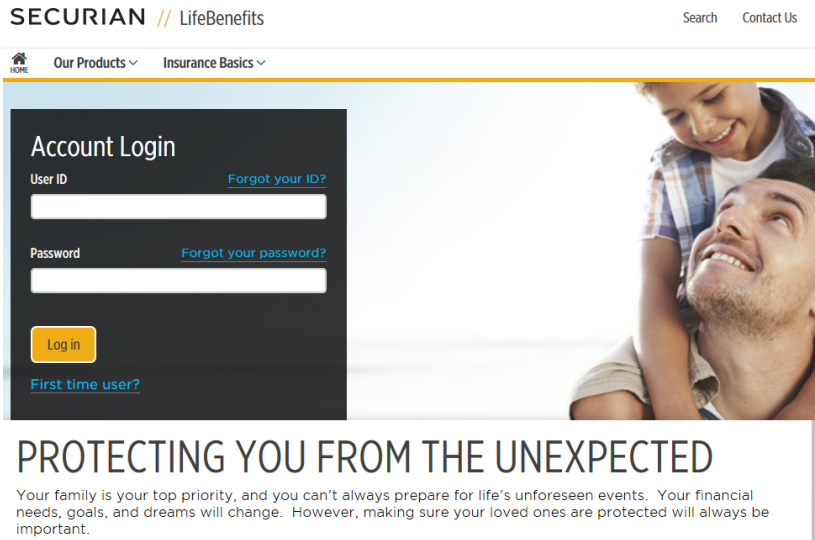 SECURIAN // LifeBenefits
Search Contact Us
HOME Our Products Insurance Basics
Account Login
User ID Forgot your ID?
Password Forgot your password?
Log in
First time user?
PROTECTING YOU FROM THE UNEXPECTED
Your family is your top priority, and you can't always prepare for life's unforeseen events. Your financial
needs, goals, and dreams will change. However, making sure your loved ones are protected will always be
important.